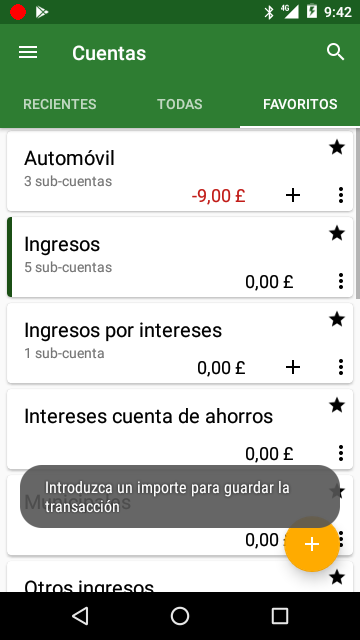 4G 9:42
Cuentas
RECIENTES TODAS FAVORITOS
Automóvil
3 sub-cuentas
-9,00 £
Ingresos
5 sub-cuentas
0,00 £
Ingresos por intereses
1 sub-cuenta
0,00 £
Intereses cuenta de ahorros
0,00 £
Introduzca un importe para guardar la
transacción
0,00
Otros ingresos